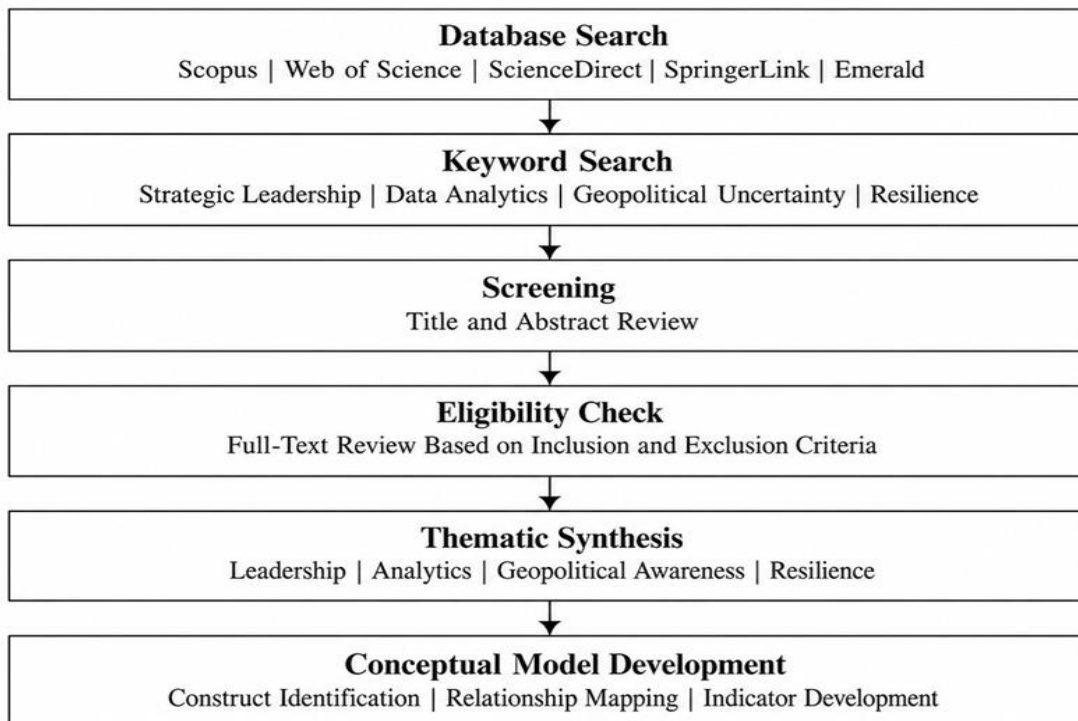 Database Search
Scopus | Web of Science | ScienceDirect | SpringerLink | Emerald
Keyword Search
Strategic Leadership | Data Analytics | Geopolitical Uncertainty | Resilience
Screening
Title and Abstract Review
Eligibility Check
Full-Text Review Based on Inclusion and Exclusion Criteria
Thematic Synthesis
Leadership | Analytics | Geopolitical Awareness | Resilience
Conceptual Model Development
Construct Identification | Relationship Mapping | Indicator Development